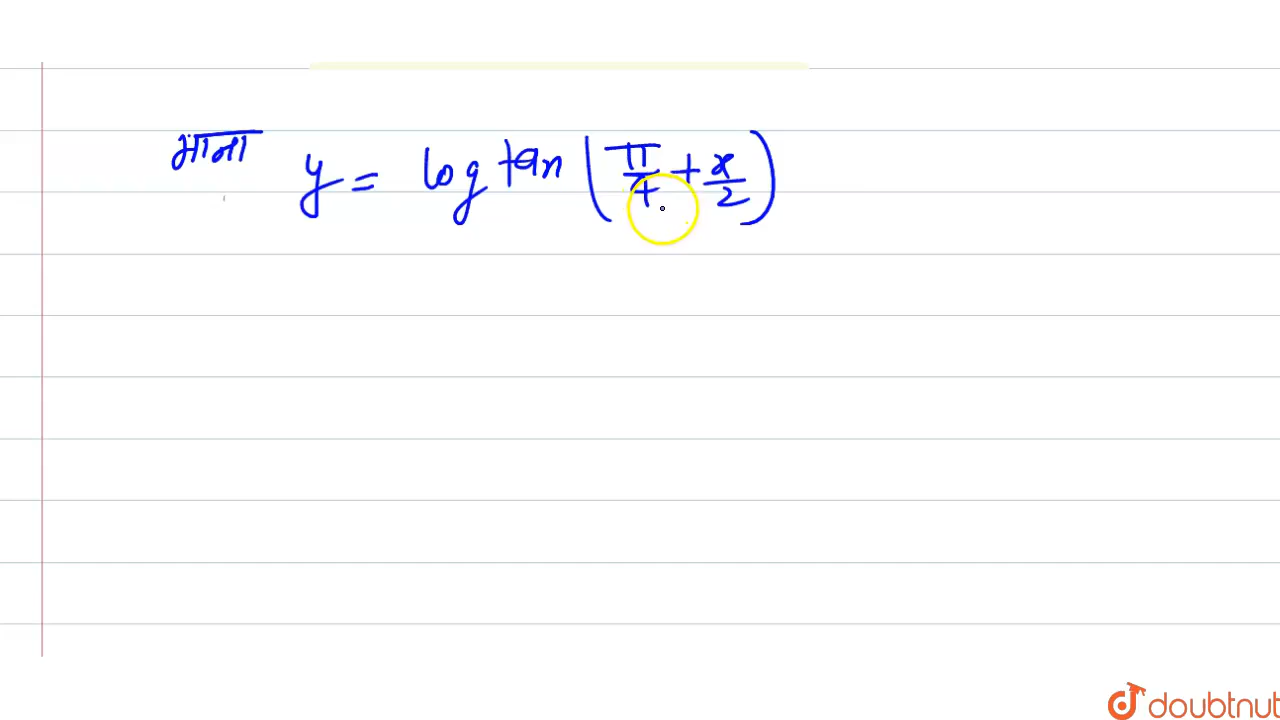 माना y = log tan (π/4 + x/2)
doubtnut